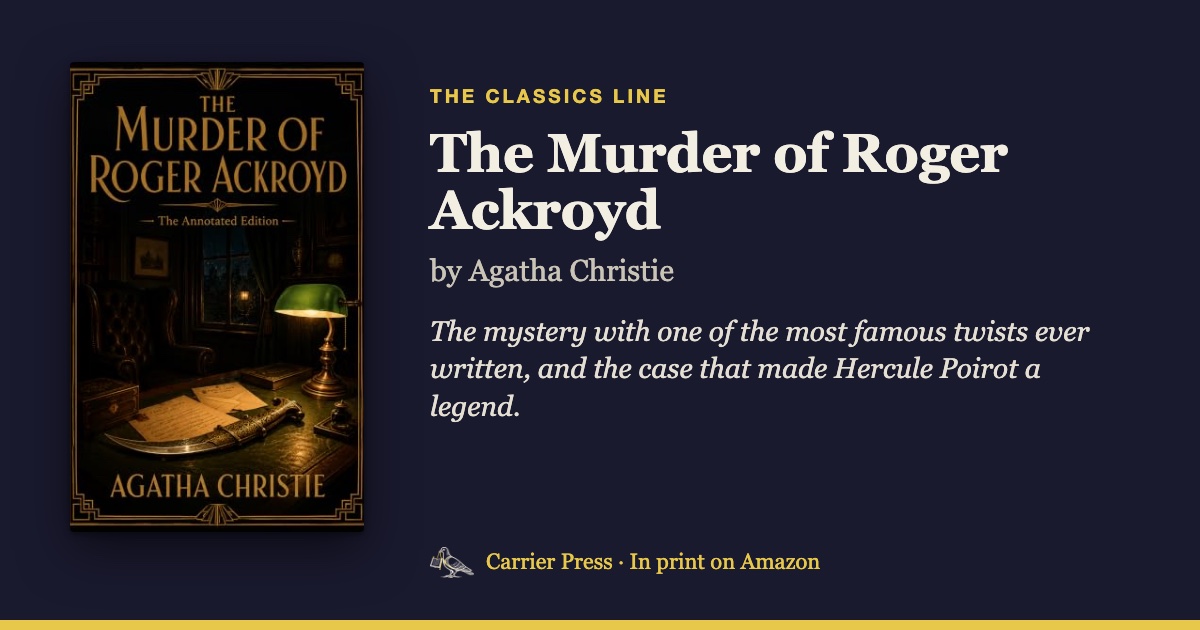 THE
MURDER OF
ROGER ACKROYD
The Annotated Edition
AGATHA CHRISTIE
THE CLASSICS LINE
The Murder of Roger
Ackroyd
by Agatha Christie
The mystery with one of the most famous twists ever
written, and the case that made Hercule Poirot a
legend.
Carrier Press · In print on Amazon